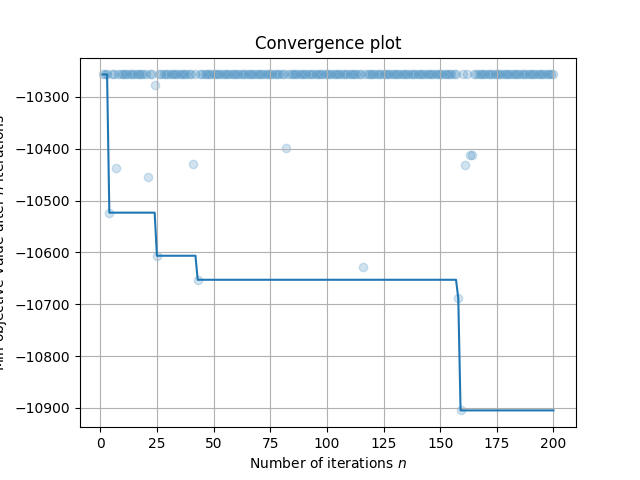 Convergence plot
−10300
−10400
−10500
−10600
−10700
−10800
−10900
objective value after n iterations
0 25 50 75 100 125 150 175 200
Number of iterations n